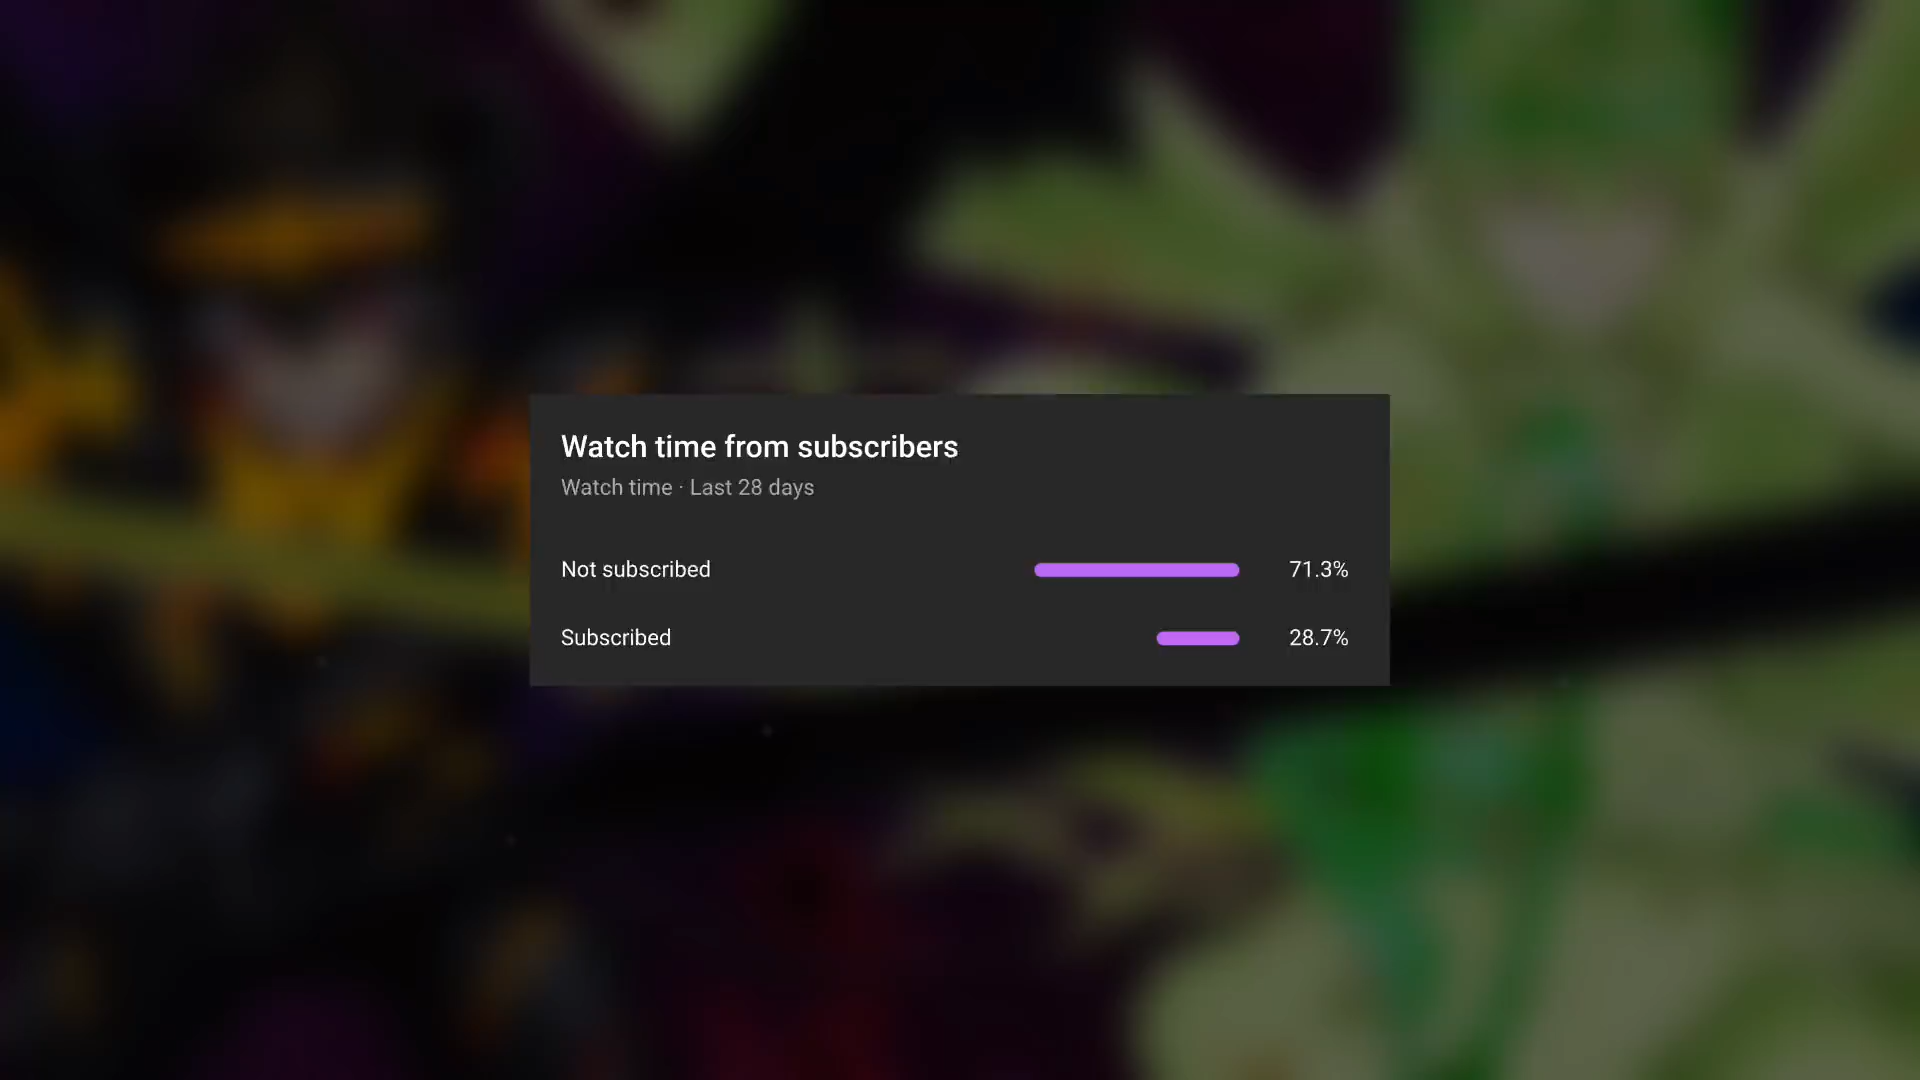 Watch time from subscribers
Watch time · Last 28 days
Not subscribed 71.3%
Subscribed 28.7%